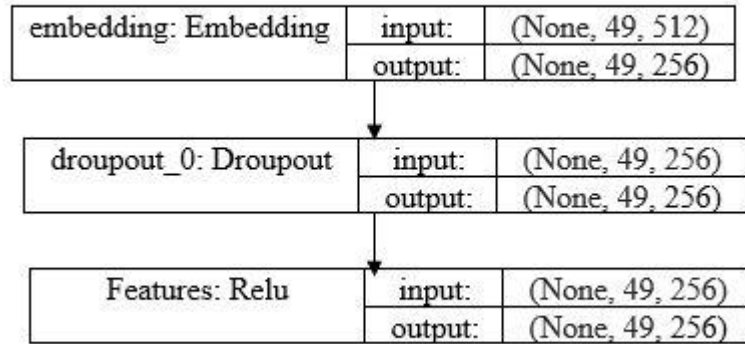 embedding: Embedding input: (None, 49, 512)
output: (None, 49, 256)
droupout_0: Droupout input: (None, 49, 256)
output: (None, 49, 256)
Features: Relu input: (None, 49, 256)
output: (None, 49, 256)